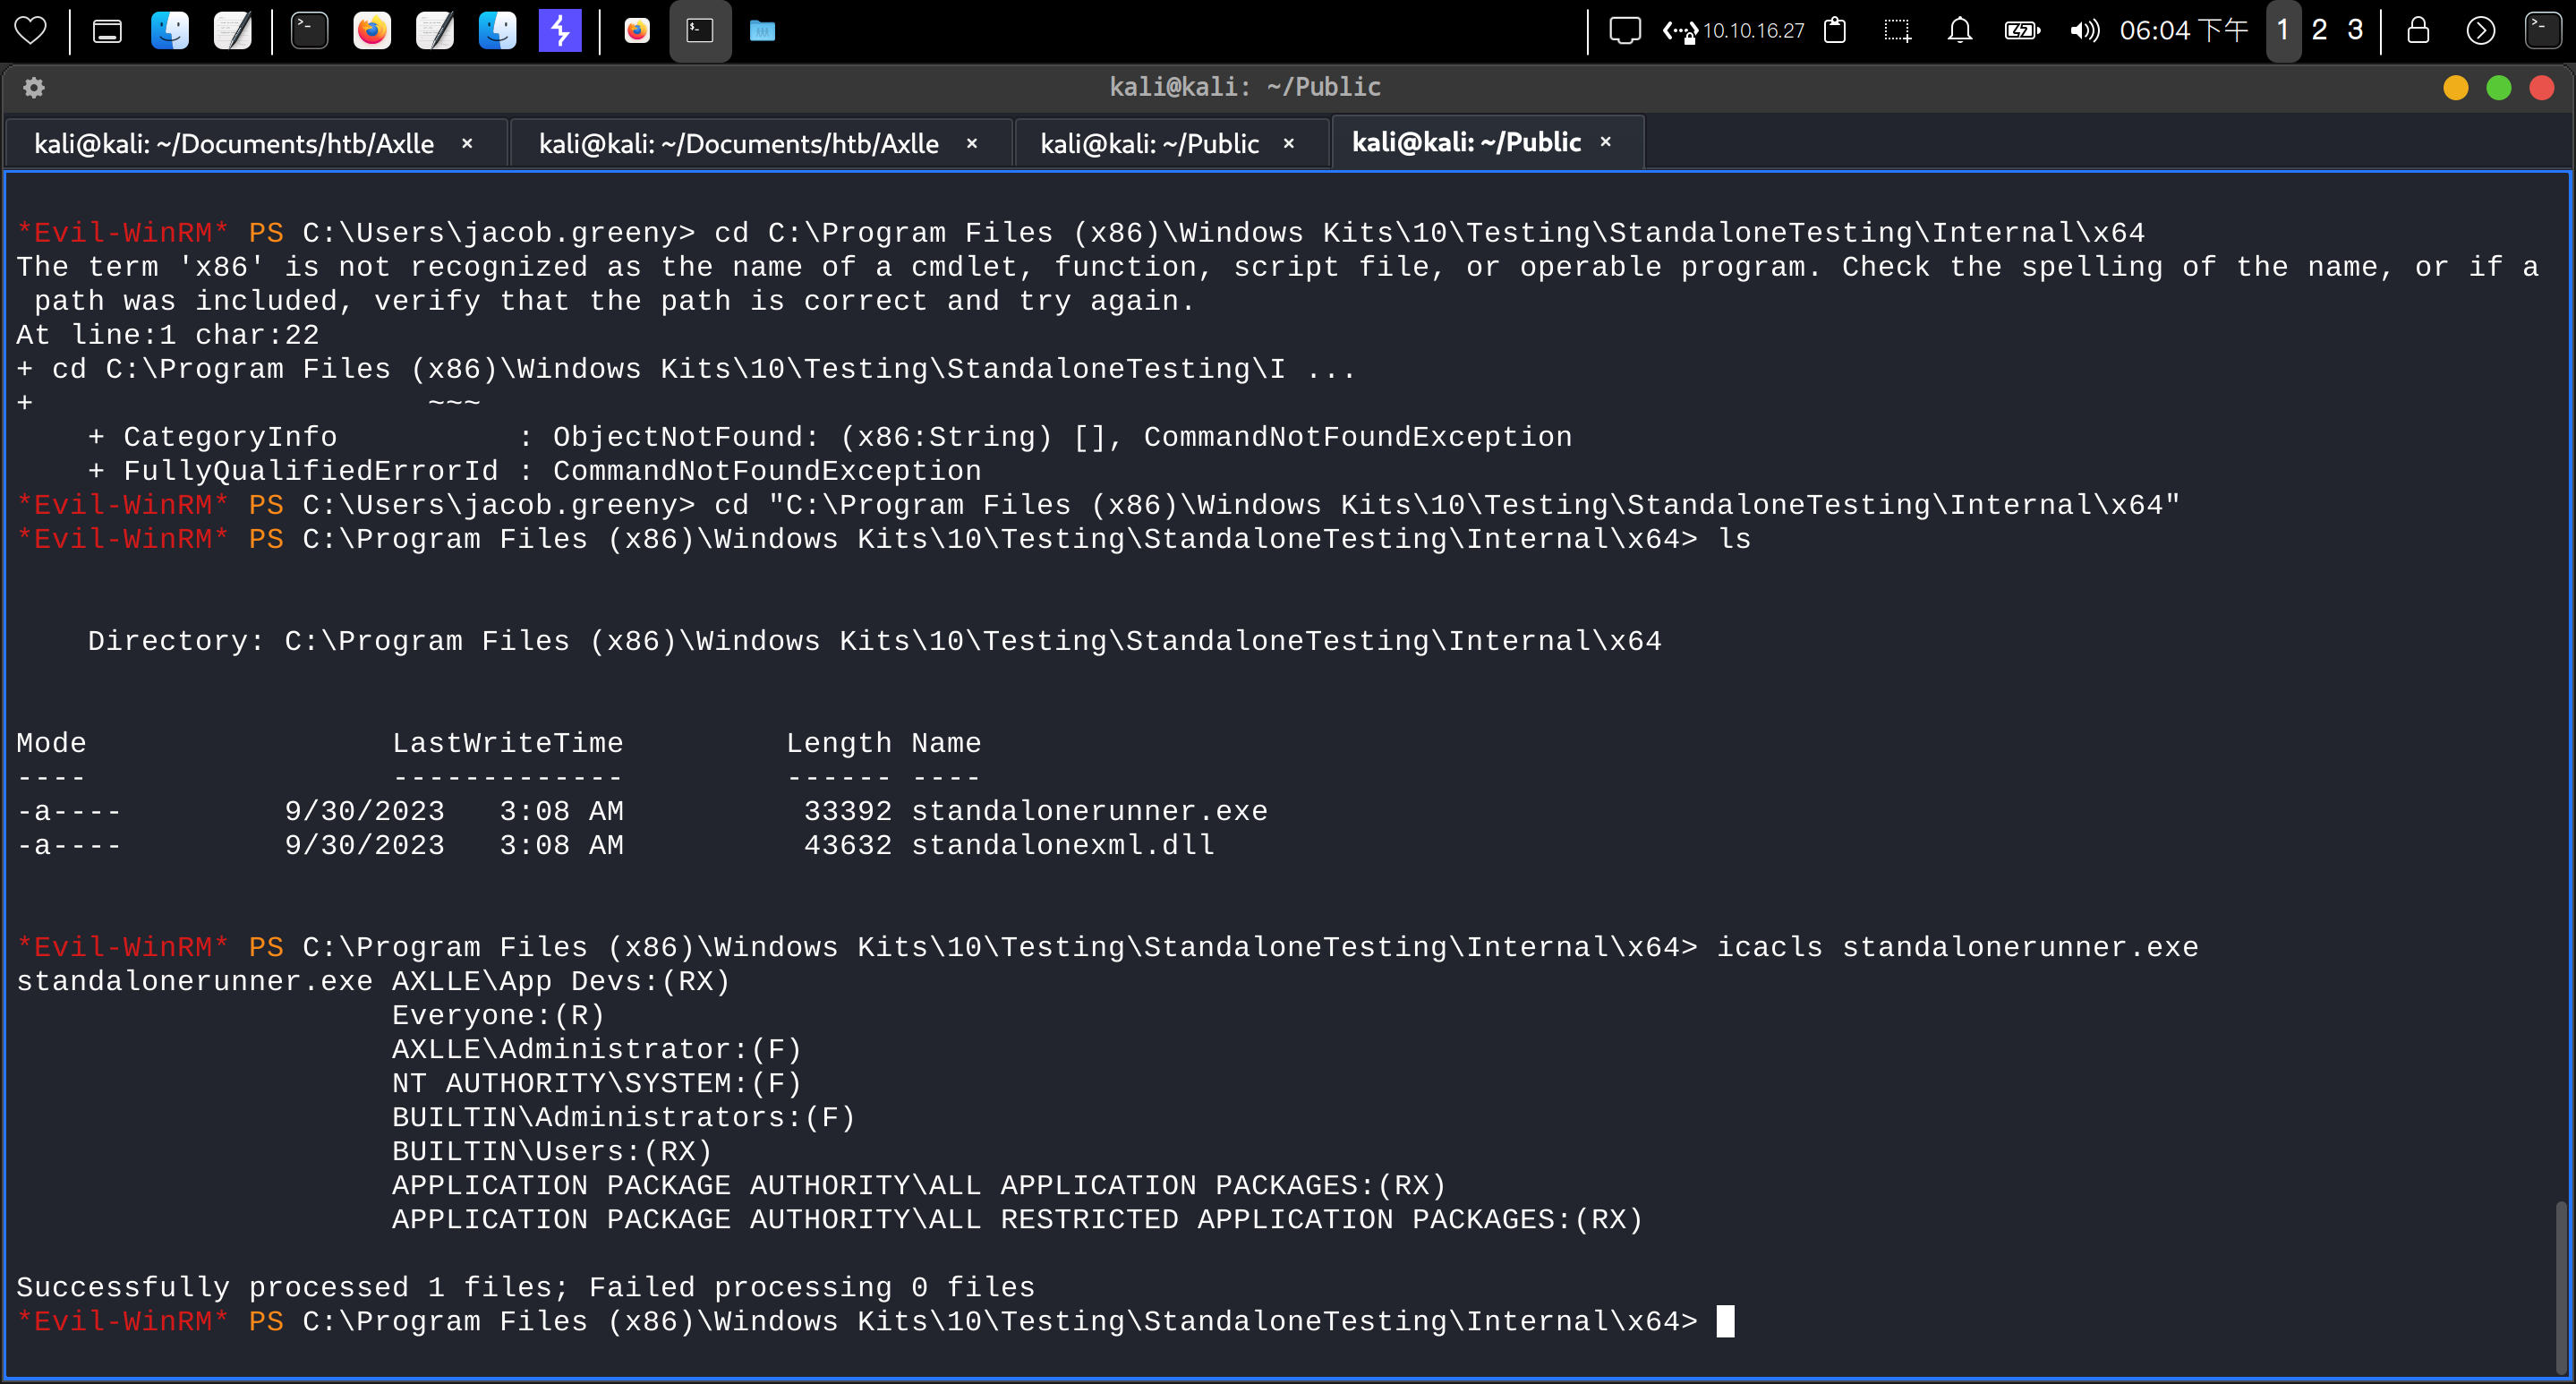 10.10.16.27 06:04 下午 1 2 3
kali@kali: ~/Public
kali@kali: ~/Documents/htb/Axlle × kali@kali: ~/Documents/htb/Axlle × kali@kali: ~/Public × kali@kali: ~/Public ×
*Evil-WinRM* PS C:\Users\jacob.greeny> cd C:\Program Files (x86)\Windows Kits\10\Testing\StandaloneTesting\Internal\x64
The term 'x86' is not recognized as the name of a cmdlet, function, script file, or operable program. Check the spelling of the name, or if a
 path was included, verify that the path is correct and try again.
At line:1 char:22
+ cd C:\Program Files (x86)\Windows Kits\10\Testing\StandaloneTesting\I ...
+                      ~~~
    + CategoryInfo          : ObjectNotFound: (x86:String) [], CommandNotFoundException
    + FullyQualifiedErrorId : CommandNotFoundException
*Evil-WinRM* PS C:\Users\jacob.greeny> cd "C:\Program Files (x86)\Windows Kits\10\Testing\StandaloneTesting\Internal\x64"
*Evil-WinRM* PS C:\Program Files (x86)\Windows Kits\10\Testing\StandaloneTesting\Internal\x64> ls
    Directory: C:\Program Files (x86)\Windows Kits\10\Testing\StandaloneTesting\Internal\x64
Mode                 LastWriteTime         Length Name
----                 -------------         ------ ----
-a----         9/30/2023   3:08 AM          33392 standalonerunner.exe
-a----         9/30/2023   3:08 AM          43632 standalonexml.dll
*Evil-WinRM* PS C:\Program Files (x86)\Windows Kits\10\Testing\StandaloneTesting\Internal\x64> icacls standalonerunner.exe
standalonerunner.exe AXLLE\App Devs:(RX)
                     Everyone:(R)
                     AXLLE\Administrator:(F)
                     NT AUTHORITY\SYSTEM:(F)
                     BUILTIN\Administrators:(F)
                     BUILTIN\Users:(RX)
                     APPLICATION PACKAGE AUTHORITY\ALL APPLICATION PACKAGES:(RX)
                     APPLICATION PACKAGE AUTHORITY\ALL RESTRICTED APPLICATION PACKAGES:(RX)
Successfully processed 1 files; Failed processing 0 files
*Evil-WinRM* PS C:\Program Files (x86)\Windows Kits\10\Testing\StandaloneTesting\Internal\x64>